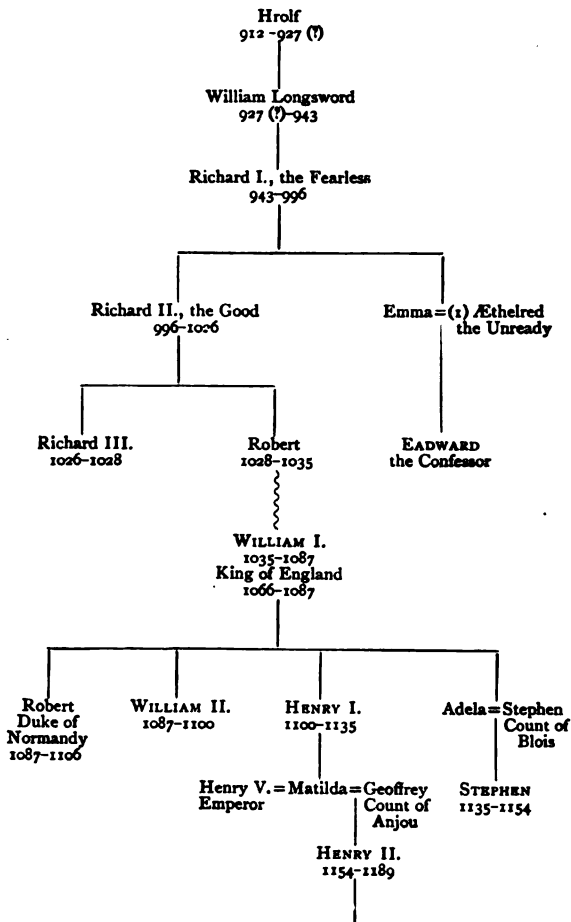 Hrolf
912-927 (?)
William Longsword
927 (?)-943
Richard I., the Fearless
943-996
Richard II., the Good
996-1026
Emma=(1) Æthelred
the Unready
Richard III.
1026-1028
Robert
1028-1035
EADWARD
the Confessor
WILLIAM I.
1035-1087
King of England
1066-1087
Robert
Duke of
Normandy
1087-1106
WILLIAM II.
1087-1100
HENRY I.
1100-1135
Adela=Stephen
Count of
Blois
Henry V.=Matilda=Geoffrey
Emperor
Count of
Anjou
STEPHEN
1135-1154
HENRY II.
1154-1189